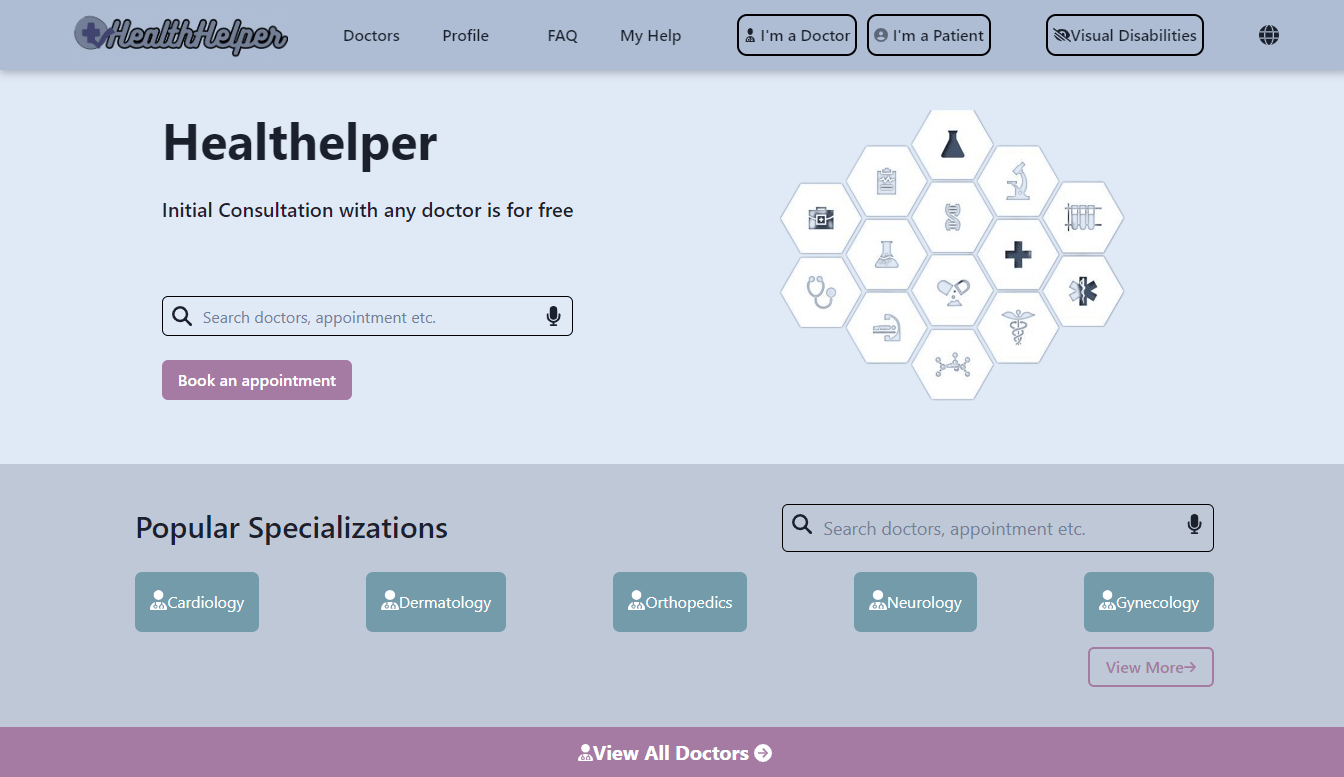 HealthHelper
Doctors
Profile
FAQ
My Help
I'm a Doctor
I'm a Patient
Visual Disabilities
Healthelper
Initial Consultation with any doctor is for free
Search doctors, appointment etc.
Book an appointment
Popular Specializations
Search doctors, appointment etc.
Cardiology
Dermatology
Orthopedics
Neurology
Gynecology
View More
View All Doctors